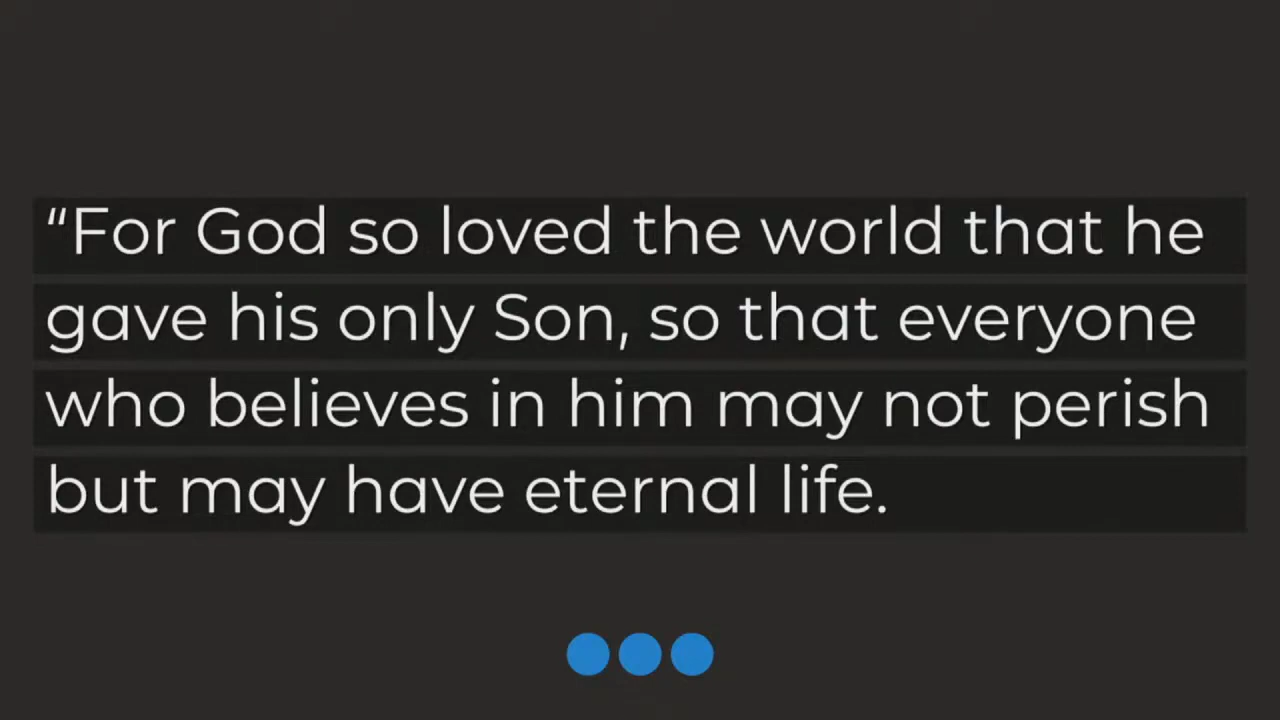 “For God so loved the world that he
gave his only Son, so that everyone
who believes in him may not perish
but may have eternal life.